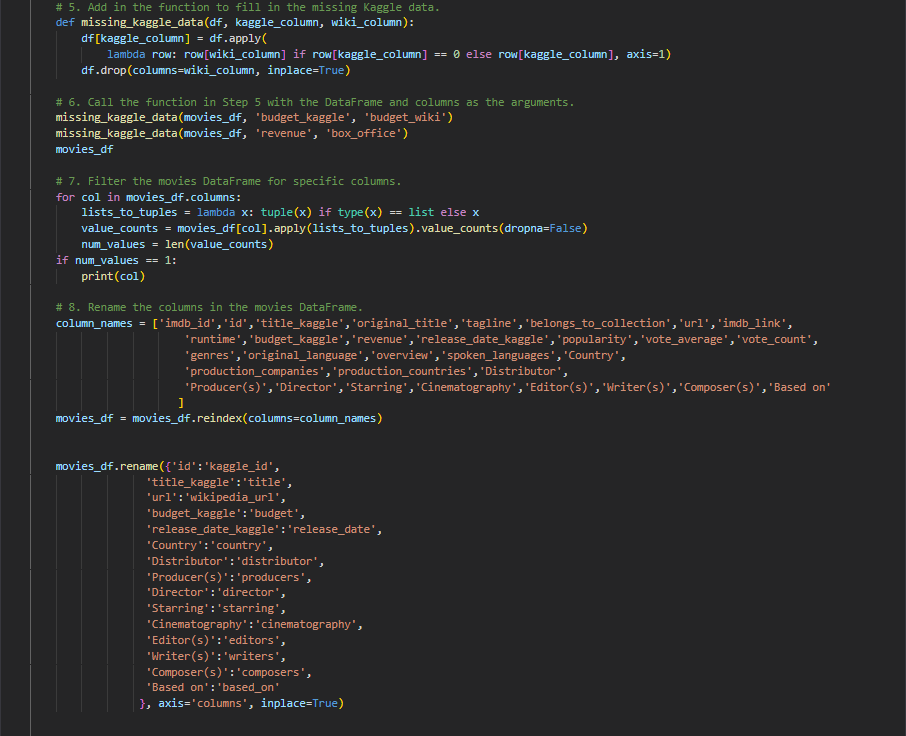 # 5. Add in the function to fill in the missing Kaggle data.
def missing_kaggle_data(df, kaggle_column, wiki_column):
    df[kaggle_column] = df.apply(
        lambda row: row[wiki_column] if row[kaggle_column] == 0 else row[kaggle_column], axis=1)
    df.drop(columns=wiki_column, inplace=True)

# 6. Call the function in Step 5 with the DataFrame and columns as the arguments.
missing_kaggle_data(movies_df, 'budget_kaggle', 'budget_wiki')
missing_kaggle_data(movies_df, 'revenue', 'box_office')
movies_df

# 7. Filter the movies DataFrame for specific columns.
for col in movies_df.columns:
    lists_to_tuples = lambda x: tuple(x) if type(x) == list else x
    value_counts = movies_df[col].apply(lists_to_tuples).value_counts(dropna=False)
    num_values = len(value_counts)
if num_values == 1:
    print(col)

# 8. Rename the columns in the movies DataFrame.
column_names = ['imdb_id','id','title_kaggle','original_title','tagline','belongs_to_collection','url','imdb_link',
                    'runtime','budget_kaggle','revenue','release_date_kaggle','popularity','vote_average','vote_count',
                    'genres','original_language','overview','spoken_languages','Country',
                    'production_companies','production_countries','Distributor',
                    'Producer(s)','Director','Starring','Cinematography','Editor(s)','Writer(s)','Composer(s)','Based on'
                   ]
movies_df = movies_df.reindex(columns=column_names)

movies_df.rename({'id':'kaggle_id',
              'title_kaggle':'title',
              'url':'wikipedia_url',
              'budget_kaggle':'budget',
              'release_date_kaggle':'release_date',
              'Country':'country',
              'Distributor':'distributor',
              'Producer(s)':'producers',
              'Director':'director',
              'Starring':'starring',
              'Cinematography':'cinematography',
              'Editor(s)':'editors',
              'Writer(s)':'writers',
              'Composer(s)':'composers',
              'Based on':'based_on'
             }, axis='columns', inplace=True)